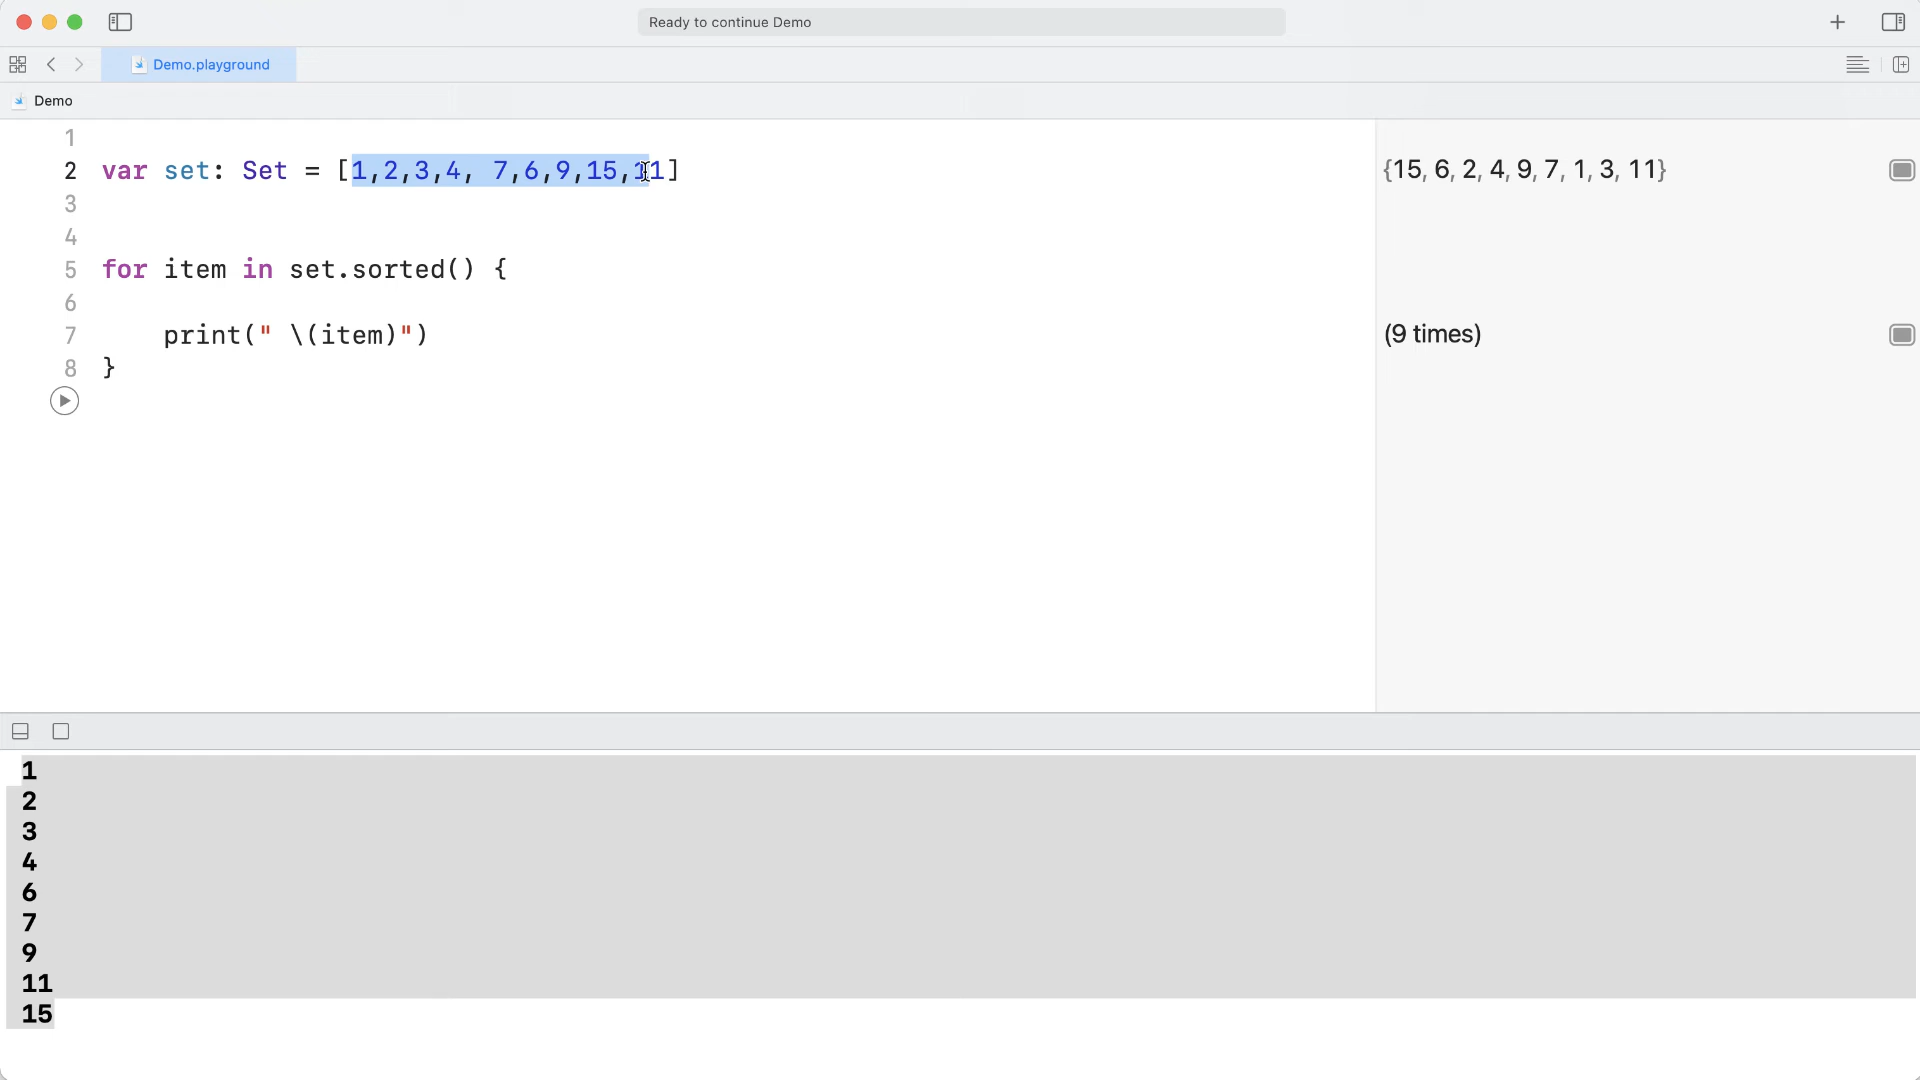 Ready to continue Demo
Demo.playground
Demo
1
2 var set: Set = [1,2,3,4, 7,6,9,15,11] {15, 6, 2, 4, 9, 7, 1, 3, 11}
3
4
5 for item in set.sorted() {
6
7 print(" \(item)") (9 times)
8 }
1
2
3
4
6
7
9
11
15